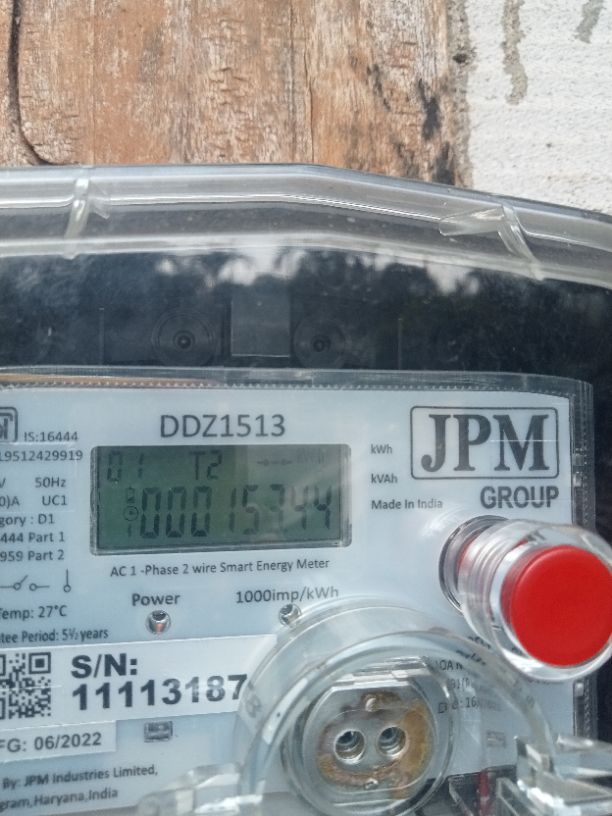 IS:16444
19512429919
V 50Hz
0)A UC1
gory : D1
444 Part 1
959 Part 2
Temp: 27°C
tee Period: 5½ years
DDZ1513
01 T2
00015344
AC 1 -Phase 2 wire Smart Energy Meter
Power 1000imp/kWh
kWh
kVAh
Made in India
JPM
GROUP
S/N:
11113187
FG: 06/2022
By: JPM Industries Limited,
gram,Haryana,India